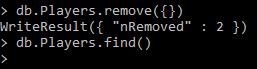 > db.Players.remove({})
WriteResult({ "nRemoved" : 2 })
> db.Players.find()
>